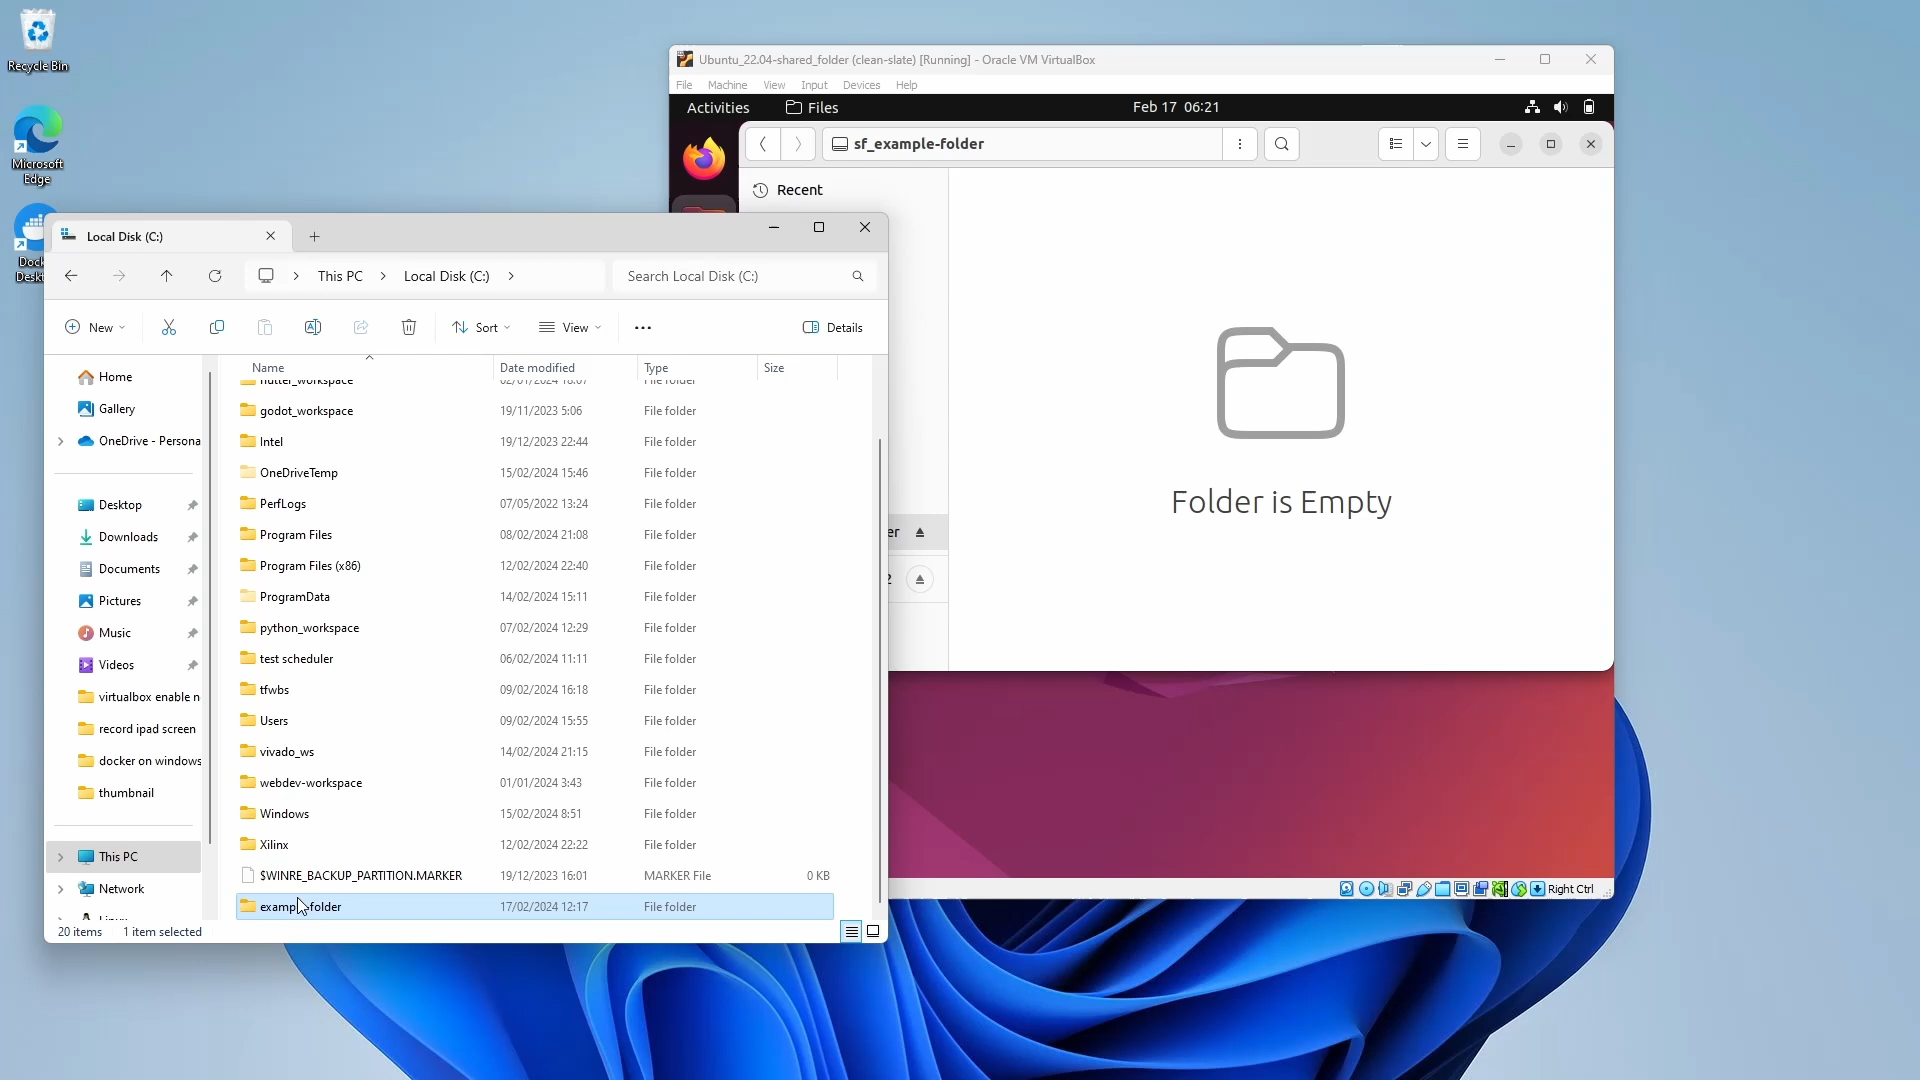 Recycle Bin
Microsoft
Edge
Ubuntu_22.04-shared_folder (clean-slate) [Running] - Oracle VM VirtualBox
File Machine View Input Devices Help
Activities Files Feb 17 06:21
sf_example-folder
Recent
Folder is Empty
Right Ctrl
Local Disk (C:)
This PC > Local Disk (C:) >
Search Local Disk (C:)
New Sort View ... Details
Home
Gallery
OneDrive - Persona
Desktop
Downloads
Documents
Pictures
Music
Videos
virtualbox enable n
record ipad screen
docker on windows
thumbnail
This PC
Network
Name Date modified Type Size
godot_workspace 19/11/2023 5:06 File folder
Intel 19/12/2023 22:44 File folder
OneDriveTemp 15/02/2024 15:46 File folder
PerfLogs 07/05/2022 13:24 File folder
Program Files 08/02/2024 21:08 File folder
Program Files (x86) 12/02/2024 22:40 File folder
ProgramData 14/02/2024 15:11 File folder
python_workspace 07/02/2024 12:29 File folder
test scheduler 06/02/2024 11:11 File folder
tfwbs 09/02/2024 16:18 File folder
Users 09/02/2024 15:55 File folder
vivado_ws 14/02/2024 21:15 File folder
webdev-workspace 01/01/2024 3:43 File folder
Windows 15/02/2024 8:51 File folder
Xilinx 12/02/2024 22:22 File folder
$WINRE_BACKUP_PARTITION.MARKER 19/12/2023 16:01 MARKER File 0 KB
example-folder 17/02/2024 12:17 File folder
20 items 1 item selected